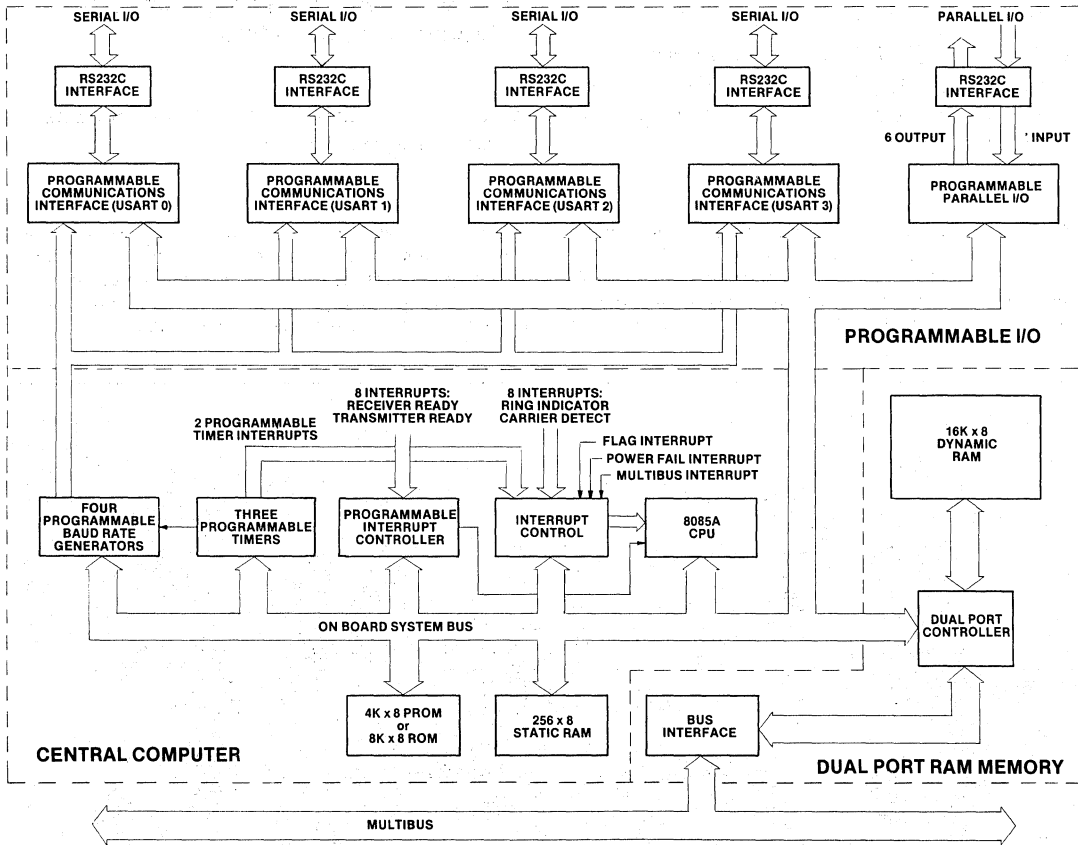 SERIAL I/O
SERIAL I/O
SERIAL I/O
SERIAL I/O
PARALLEL I/O
RS232C
INTERFACE
RS232C
INTERFACE
RS232C
INTERFACE
RS232C
INTERFACE
RS232C
INTERFACE
6 OUTPUT
INPUT
PROGRAMMABLE
COMMUNICATIONS
INTERFACE (USART 0)
PROGRAMMABLE
COMMUNICATIONS
INTERFACE (USART 1)
PROGRAMMABLE
COMMUNICATIONS
INTERFACE (USART 2)
PROGRAMMABLE
COMMUNICATIONS
INTERFACE (USART 3)
PROGRAMMABLE
PARALLEL I/O
PROGRAMMABLE I/O
2 PROGRAMMABLE
TIMER INTERRUPTS
8 INTERRUPTS:
RECEIVER READY
TRANSMITTER READY
8 INTERRUPTS:
RING INDICATOR
CARRIER DETECT
FLAG INTERRUPT
POWER FAIL INTERRUPT
MULTIBUS INTERRUPT
16K x 8
DYNAMIC
RAM
FOUR
PROGRAMMABLE
BAUD RATE
GENERATORS
THREE
PROGRAMMABLE
TIMERS
PROGRAMMABLE
INTERRUPT
CONTROLLER
INTERRUPT
CONTROL
8085A
CPU
ON BOARD SYSTEM BUS
DUAL PORT
CONTROLLER
4K x 8 PROM
or
8K x 8 ROM
256 x 8
STATIC RAM
BUS
INTERFACE
CENTRAL COMPUTER
DUAL PORT RAM MEMORY
MULTIBUS